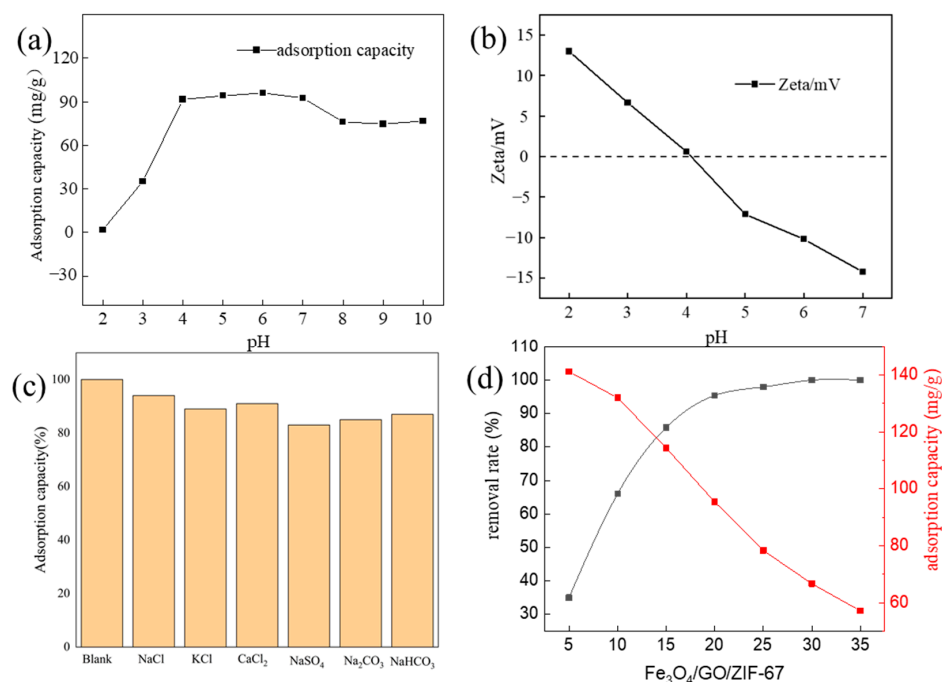 (a)
adsorption capacity
Adsorption capacity (mg/g)
120
90
60
30
0
−30
2 3 4 5 6 7 8 9 10
pH
(b)
Zeta/mV
Zeta/mV
15
10
5
0
−5
−10
−15
2 3 4 5 6 7
pH
(c)
Adsorption capacity(%)
100
80
60
40
20
0
Blank NaCl KCl CaCl₂ NaSO₄ Na₂CO₃ NaHCO₃
(d)
removal rate (%)
110
100
90
80
70
60
50
40
30
140
120
100
80
60
adsorption capacity (mg/g)
5 10 15 20 25 30 35
Fe₃O₄/GO/ZIF-67